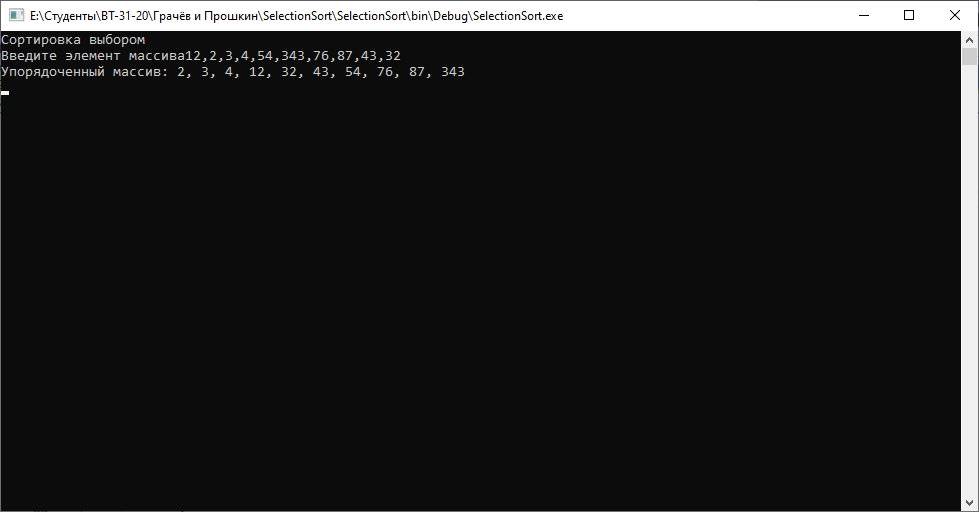 E:\Студенты\ВТ-31-20\Грачёв и Прошкин\SelectionSort\SelectionSort\bin\Debug\SelectionSort.exe
Сортировка выбором
Введите элемент массива12,2,3,4,54,343,76,87,43,32
Упорядоченный массив: 2, 3, 4, 12, 32, 43, 54, 76, 87, 343